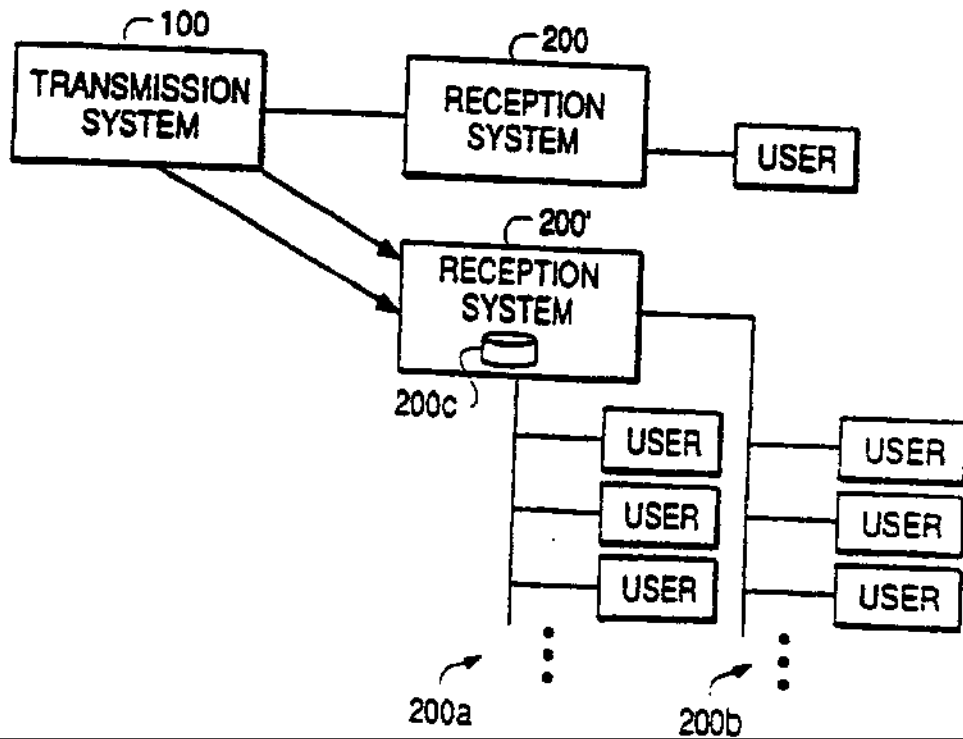 100
TRANSMISSION
SYSTEM
200
RECEPTION
SYSTEM
USER
200'
RECEPTION
SYSTEM
200c
USER
USER
USER
USER
USER
USER
200a
200b